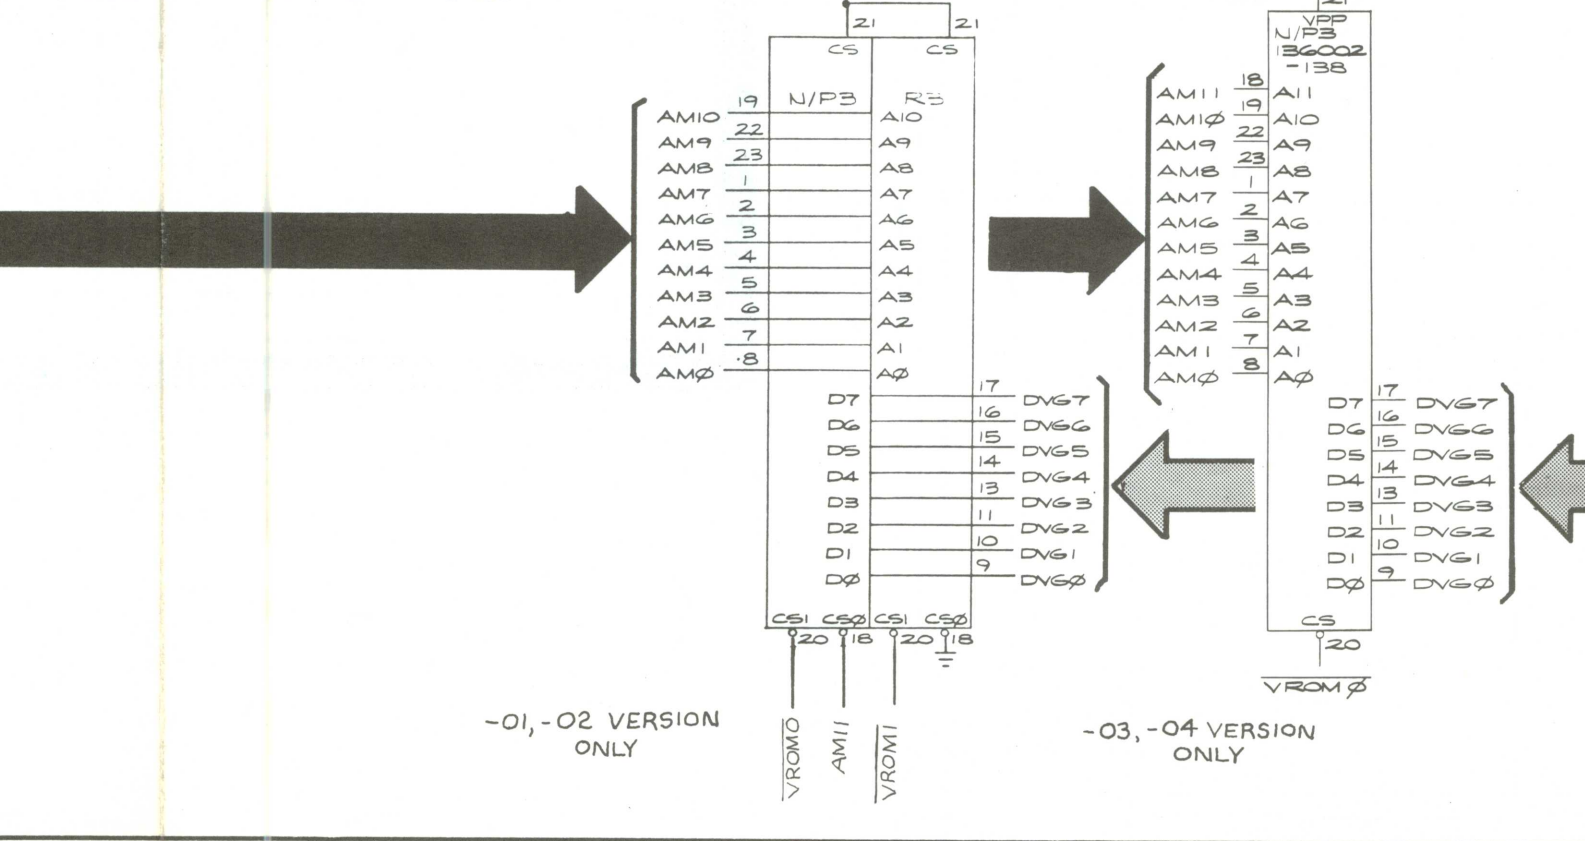 21 21
CS CS
N/P3 R3
AM10 19 A10
AM9 22 A9
AM8 23 A8
AM7 1 A7
AM6 2 A6
AM5 3 A5
AM4 4 A4
AM3 5 A3
AM2 6 A2
AM1 7 A1
AMØ 8 AØ
D7 17 DVG7
D6 16 DVG6
D5 15 DVG5
D4 14 DVG4
D3 13 DVG3
D2 11 DVG2
D1 10 DVG1
DØ 9 DVGØ
CS1 CSØ CS1 CSØ
20 18 20 18
VROM0
AM11
VROM1
-01, -02 VERSION
ONLY
21
VPP
N/P3
136002
-138
AM11 18 A11
AM1Ø 19 A10
AM9 22 A9
AM8 23 A8
AM7 1 A7
AM6 2 A6
AM5 3 A5
AM4 4 A4
AM3 5 A3
AM2 6 A2
AM1 7 A1
AMØ 8 AØ
D7 17 DVG7
D6 16 DVG6
D5 15 DVG5
D4 14 DVG4
D3 13 DVG3
D2 11 DVG2
D1 10 DVG1
DØ 9 DVGØ
CS
20
VROMØ
-03, -04 VERSION
ONLY